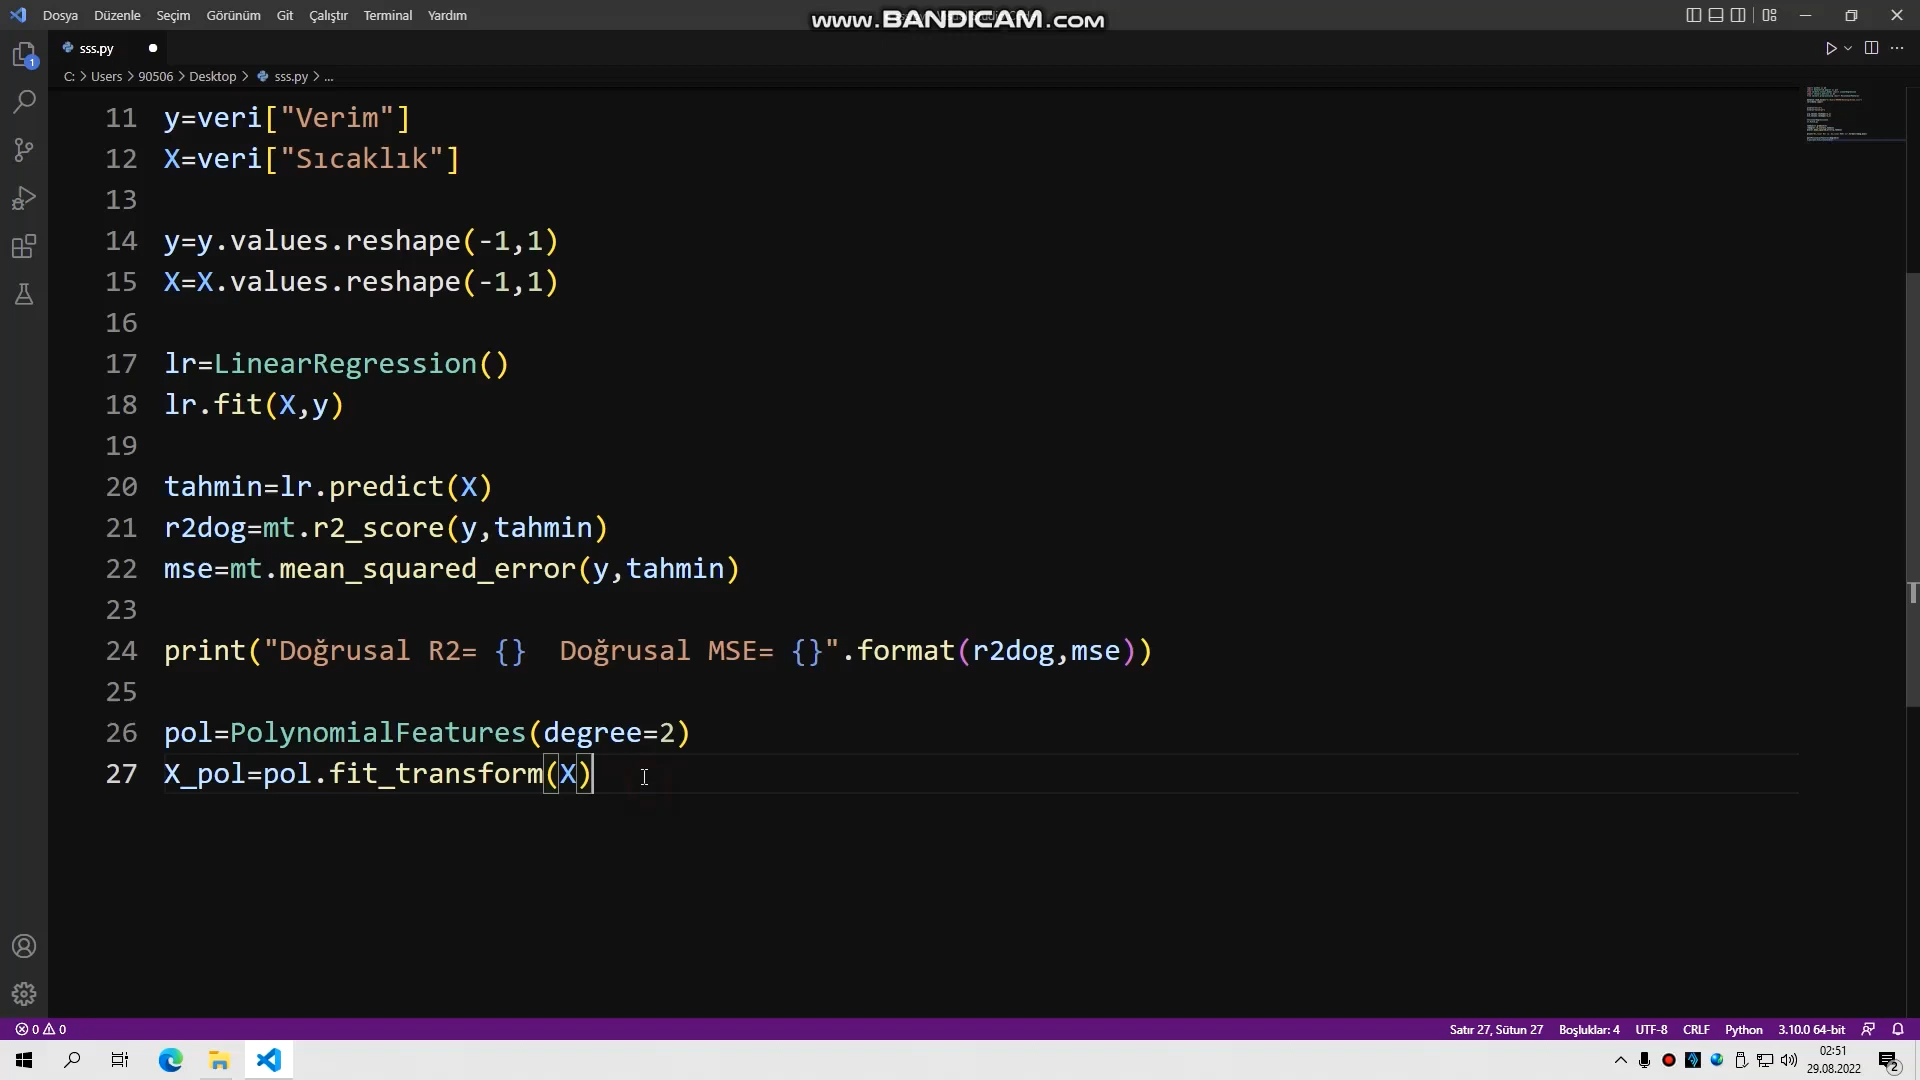 Dosya Düzenle Seçim Görünüm Git Çalıştır Terminal Yardım
www.BANDICAM.com
sss.py
C: > Users > 90506 > Desktop > sss.py > ...
11 y=veri["Verim"]
12 X=veri["Sıcaklık"]
13
14 y=y.values.reshape(-1,1)
15 X=X.values.reshape(-1,1)
16
17 lr=LinearRegression()
18 lr.fit(X,y)
19
20 tahmin=lr.predict(X)
21 r2dog=mt.r2_score(y,tahmin)
22 mse=mt.mean_squared_error(y,tahmin)
23
24 print("Doğrusal R2= {}  Doğrusal MSE= {}".format(r2dog,mse))
25
26 pol=PolynomialFeatures(degree=2)
27 X_pol=pol.fit_transform(X)
1
0 0
Satır 27, Sütun 27 Boşluklar: 4 UTF-8 CRLF Python 3.10.0 64-bit
02:51
29.08.2022
2